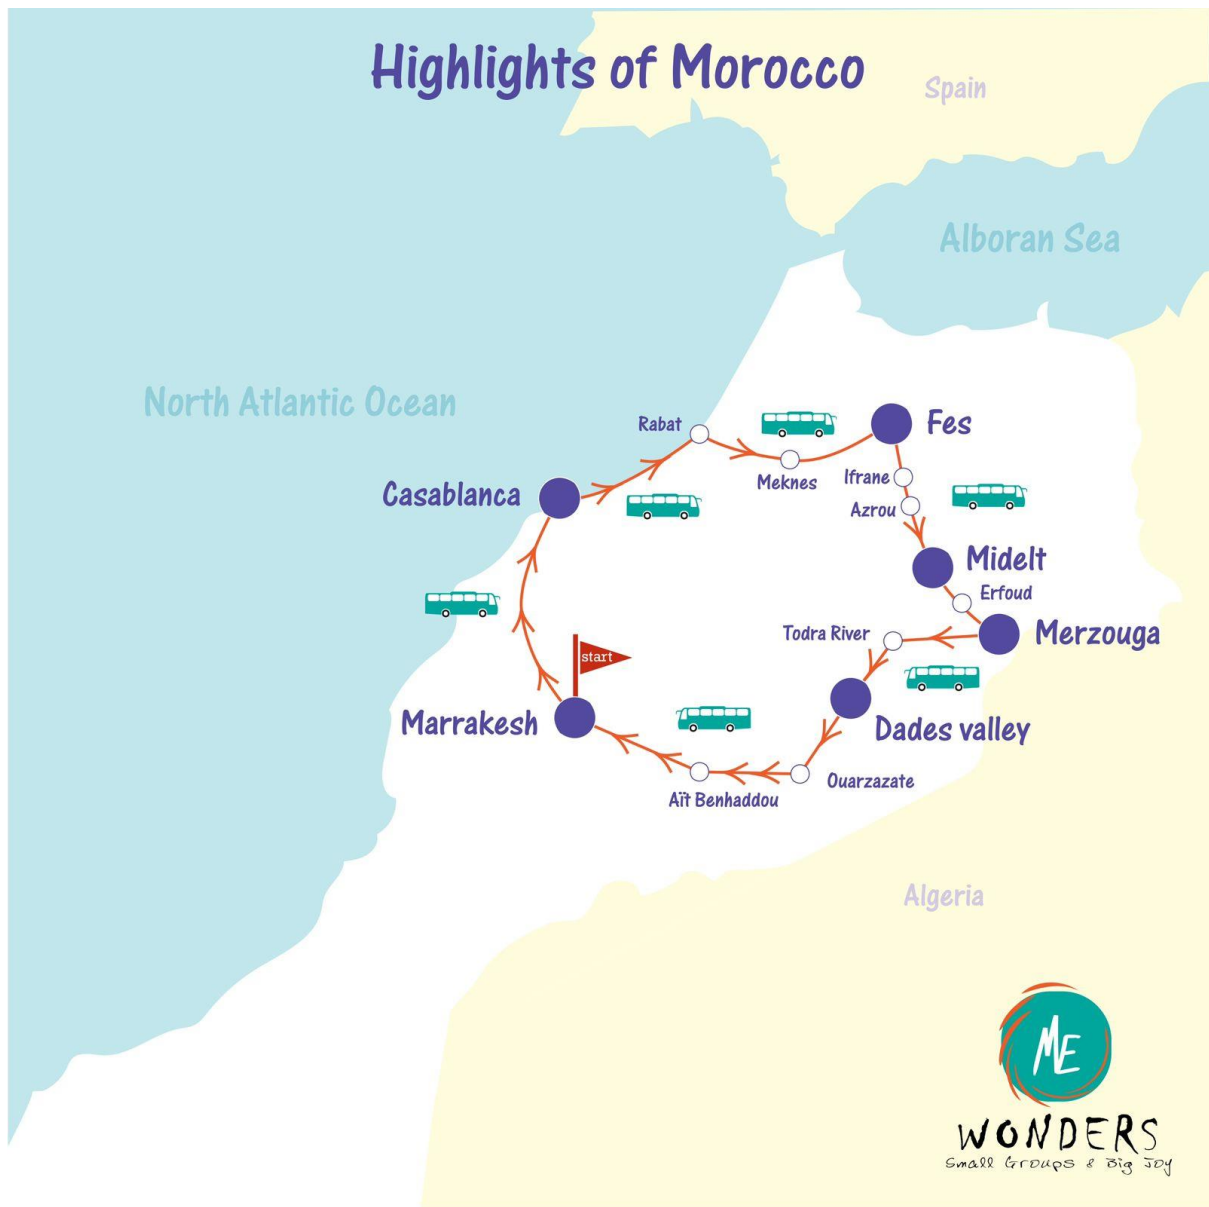 Highlights of Morocco
Spain
Alboran Sea
North Atlantic Ocean
Rabat
Fes
Meknes
Ifrane
Casablanca
Azrou
Midelt
Erfoud
Todra River
Merzouga
start
Marrakesh
Dades valley
Ouarzazate
Aït Benhaddou
Algeria
ME
WONDERS
Small Groups & Big Joy